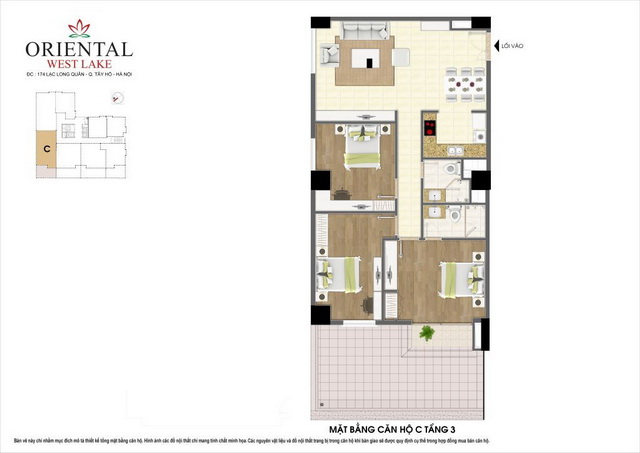 ORIENTAL
WEST LAKE
ĐC : 174 LẠC LONG QUÂN - Q. TÂY HỒ - HÀ NỘI
C
LỐI VÀO
MẶT BẰNG CĂN HỘ C TẦNG 3
Bản vẽ này chỉ nhằm mục đích mô tả thiết kế tổng mặt bằng căn hộ. Hình ảnh các đồ nội thất chỉ mang tính chất minh họa. Các nguyên vật liệu và đồ nội thất trang bị trong căn hộ khi bàn giao sẽ được quy định cụ thể trong hợp đồng mua bán căn hộ.